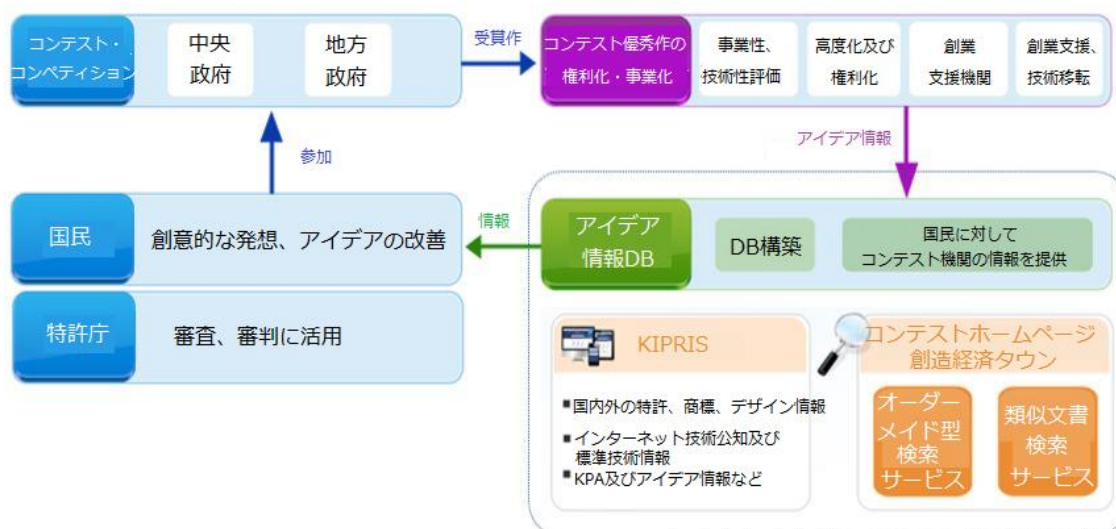 コンテスト・
コンペティション
中央
政府
地方
政府
受賞作
コンテスト優秀作の
権利化・事業化
事業性、
技術性評価
高度化及び
権利化
創業
支援機関
創業支援、
技術移転
参加
アイデア情報
国民
創意的な発想、アイデアの改善
情報
アイデア
情報DB
DB構築
国民に対して
コンテスト機関の情報を提供
特許庁
審査、審判に活用
KIPRIS
■国内外の特許、商標、デザイン情報
■インターネット技術公知及び
標準技術情報
■KPA及びアイデア情報など
コンテストホームページ
創造経済タウン
オーダー
メイド型
検索
サービス
類似文書
検索
サービス